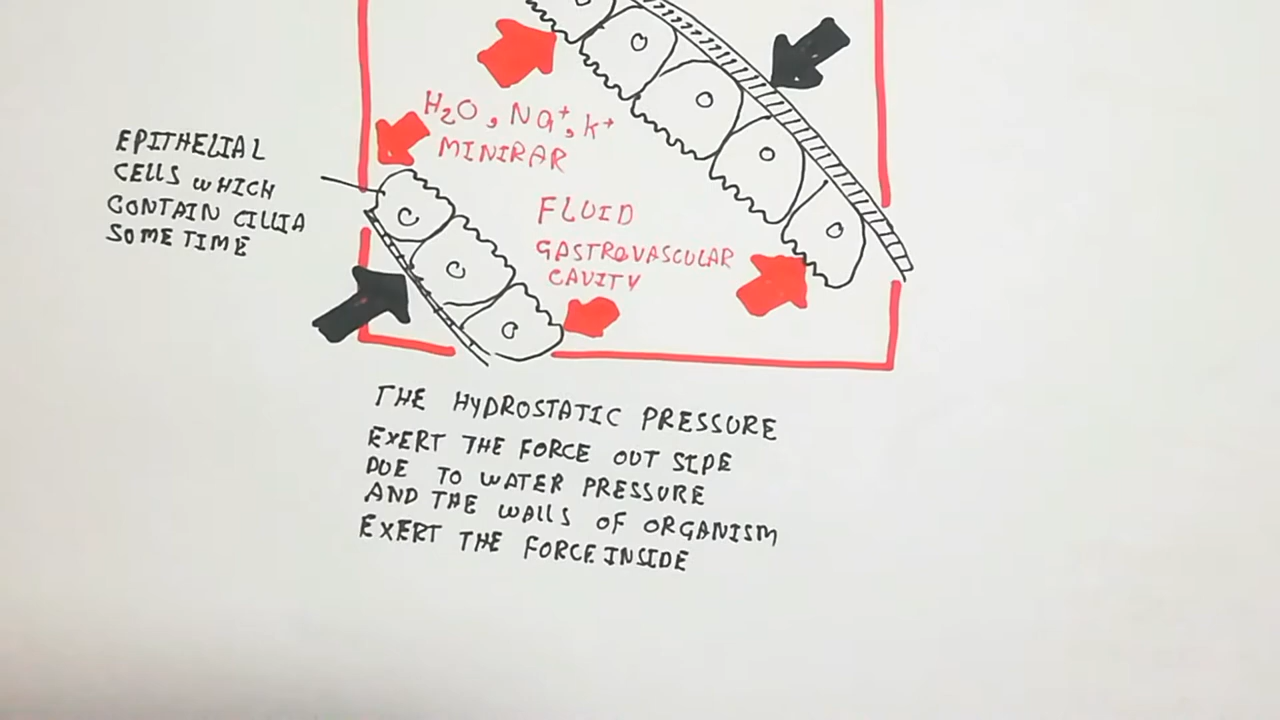 H2O, Na+, K+
MINIRAR
EPITHELIAL
CELLS WHICH
CONTAIN CILLIA
SOME TIME
FLUID
GASTROVASCULAR
CAVITY
THE HYDROSTATIC PRESSURE
EXERT THE FORCE OUT SIDE
DUE TO WATER PRESSURE
AND THE WALLS OF ORGANISM
EXERT THE FORCE INSIDE